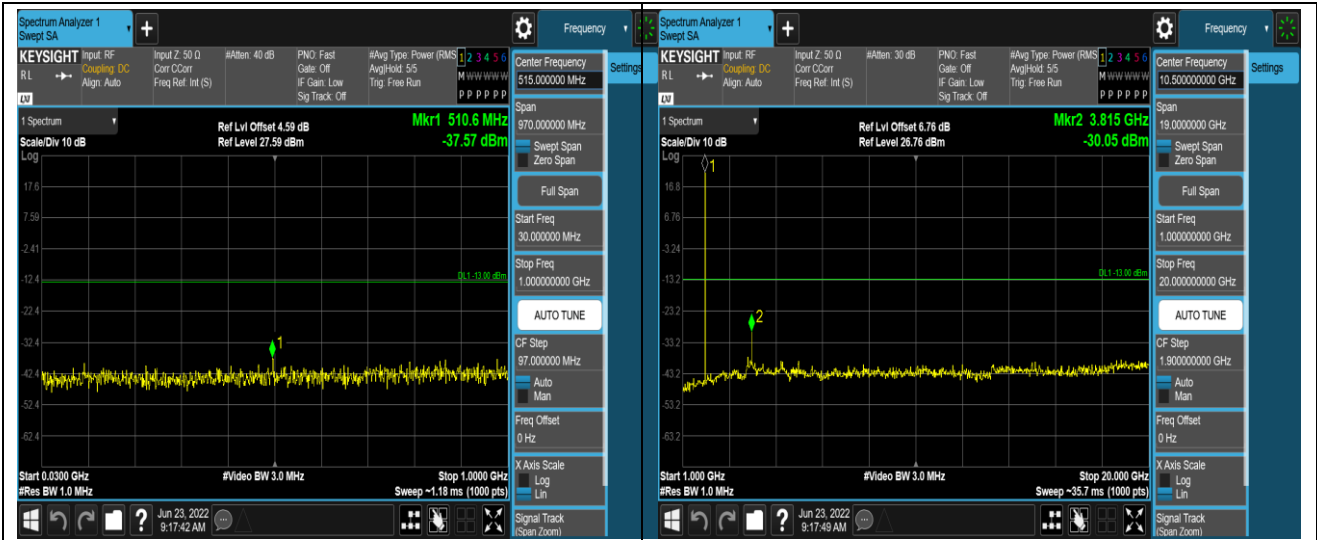 Spectrum Analyzer 1
Swept SA
+
Frequency
KEYSIGHT Input: RF Input Z: 50 Ω #Atten: 40 dB PNO: Fast #Avg Type: Power (RMS 1 2 3 4 5 6
RL Coupling: DC Corr CCorr Gate: Off Avg|Hold: 5/5 M W W W W W
Align: Auto Freq Ref: Int (S) IF Gain: Low Trig: Free Run
Sig Track: Off P P P P P P
LXI
Center Frequency
515.000000 MHz
Settings
Span
970.000000 MHz
Swept Span
Zero Span
Full Span
Start Freq
30.000000 MHz
Stop Freq
1.000000000 GHz
AUTO TUNE
CF Step
97.000000 MHz
Auto
Man
Freq Offset
0 Hz
X Axis Scale
Log
Lin
Signal Track
(Span Zoom)
1 Spectrum
Scale/Div 10 dB
Log
Ref Lvl Offset 4.59 dB
Ref Level 27.59 dBm
Mkr1 510.6 MHz
-37.57 dBm
17.6
7.59
-2.41
DL1 -13.00 dBm
-12.4
-22.4
-32.4
1
-42.4
-52.4
-62.4
Start 0.0300 GHz #Video BW 3.0 MHz Stop 1.0000 GHz
#Res BW 1.0 MHz Sweep ~1.18 ms (1000 pts)
?
Jun 23, 2022
9:17:42 AM
Spectrum Analyzer 1
Swept SA
+
Frequency
KEYSIGHT Input: RF Input Z: 50 Ω #Atten: 30 dB PNO: Fast #Avg Type: Power (RMS 1 2 3 4 5 6
RL Coupling: DC Corr CCorr Gate: Off Avg|Hold: 5/5 M W W W W W
Align: Auto Freq Ref: Int (S) IF Gain: Low Trig: Free Run
Sig Track: Off P P P P P P
LXI
Center Frequency
10.500000000 GHz
Settings
Span
19.0000000 GHz
Swept Span
Zero Span
Full Span
Start Freq
1.000000000 GHz
Stop Freq
20.000000000 GHz
AUTO TUNE
CF Step
1.900000000 GHz
Auto
Man
Freq Offset
0 Hz
X Axis Scale
Log
Lin
Signal Track
(Span Zoom)
1 Spectrum
Scale/Div 10 dB
Log
Ref Lvl Offset 6.76 dB
Ref Level 26.76 dBm
Mkr2 3.815 GHz
-30.05 dBm
1
16.8
6.76
-3.24
DL1 -13.00 dBm
-13.2
-23.2
2
-33.2
-43.2
-53.2
-63.2
Start 1.000 GHz #Video BW 3.0 MHz Stop 20.000 GHz
#Res BW 1.0 MHz Sweep ~35.7 ms (1000 pts)
?
Jun 23, 2022
9:17:49 AM